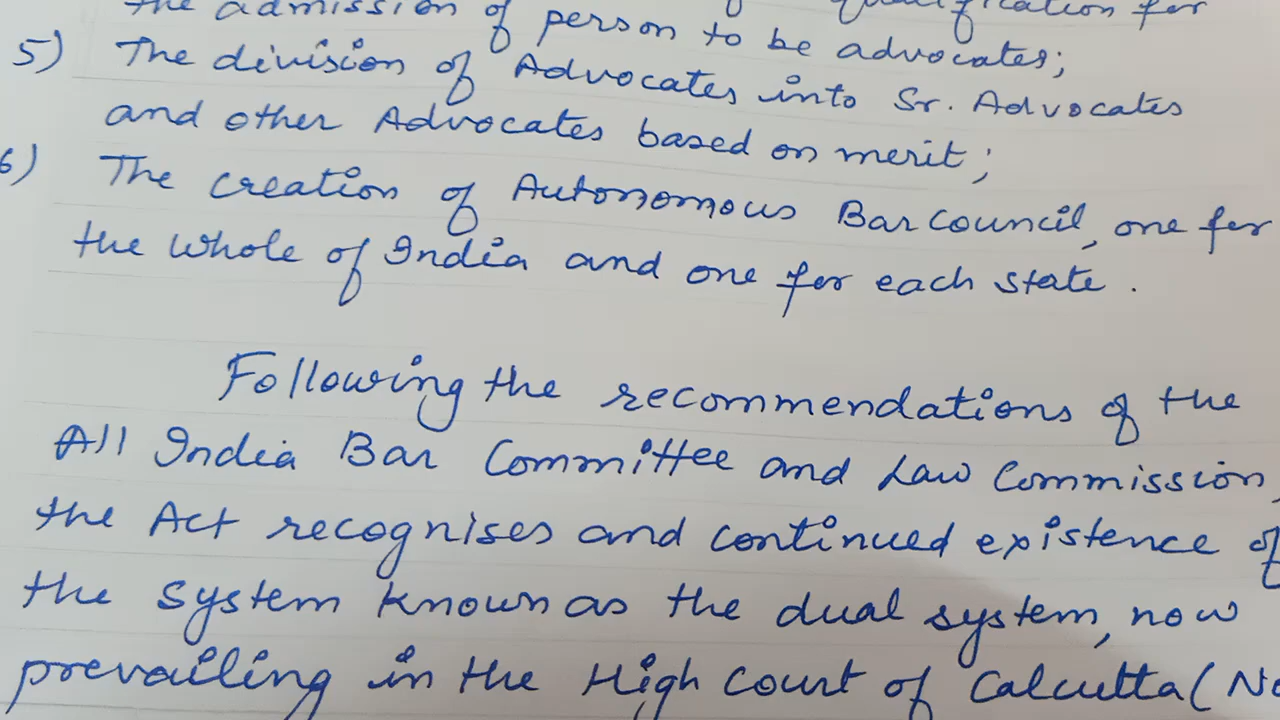 the admission of qualification for
person to be advocates;
5) The division of Advocates into Sr. Advocates
and other Advocates based on merit;
6) The creation of Autonomous Bar Council, one for
the whole of India and one for each state.
Following the recommendations of the
All India Bar Committee and Law Commission,
the Act recognises and continued existence of
the system known as the dual system, now
prevailing in the High Court of Calcutta (